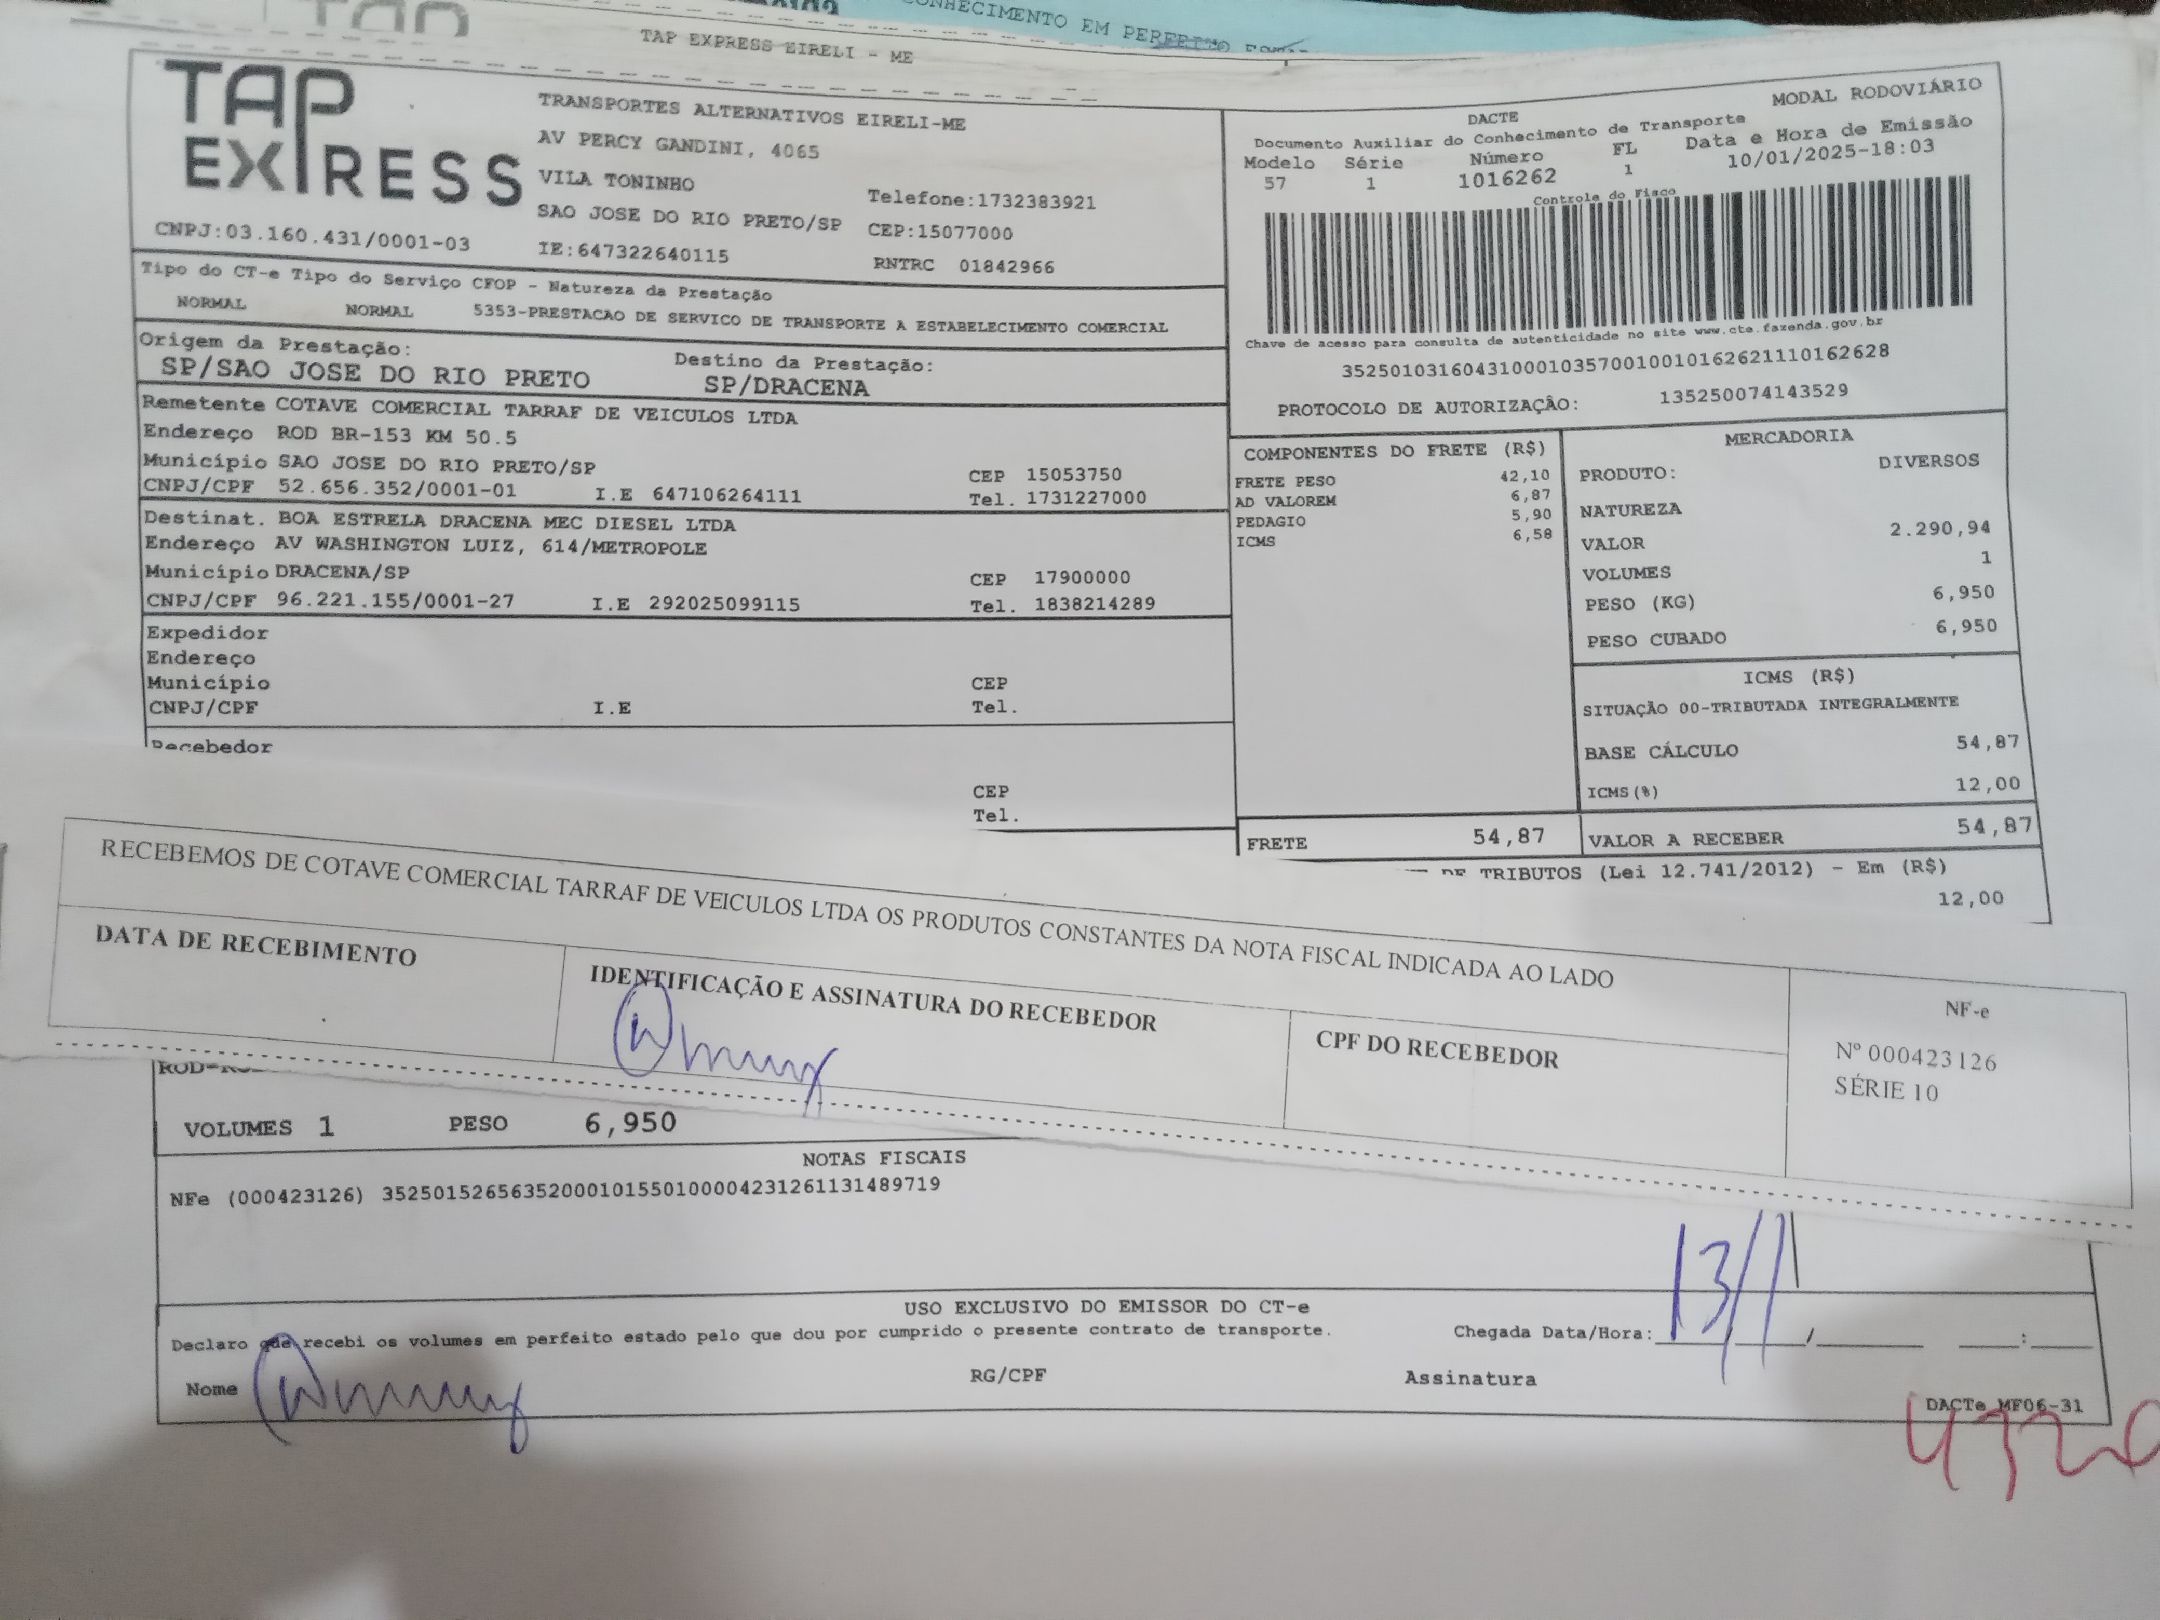 CONHECIMENTO EM PERFEITO
TAP EXPRESS EIRELI - ME
TAP EXPRESS
TRANSPORTES ALTERNATIVOS EIRELI-ME
AV PERCY GANDINI, 4065
VILA TONINHO
Telefone:1732383921
SAO JOSE DO RIO PRETO/SP CEP:15077000
CNPJ:03.160.431/0001-03 IE:647322640115 RNTRC 01842966
MODAL RODOVIÁRIO
DACTE
Documento Auxiliar do Conhecimento de Transporte
Modelo Série Número FL Data e Hora de Emissão
57 1 1016262 1 10/01/2025-18:03
Controle do Fisco
Chave de acesso para consulta de autenticidade no site www.cte.fazenda.gov.br
35250103160431000103570010010162621110162628
PROTOCOLO DE AUTORIZAÇÃO: 135250074143529
Tipo do CT-e Tipo do Serviço CFOP - Natureza da Prestação
NORMAL NORMAL 5353-PRESTACAO DE SERVICO DE TRANSPORTE A ESTABELECIMENTO COMERCIAL
Origem da Prestação: Destino da Prestação:
SP/SAO JOSE DO RIO PRETO SP/DRACENA
Remetente COTAVE COMERCIAL TARRAF DE VEICULOS LTDA
Endereço ROD BR-153 KM 50.5
Município SAO JOSE DO RIO PRETO/SP CEP 15053750
CNPJ/CPF 52.656.352/0001-01 I.E 647106264111 Tel. 1731227000
Destinat. BOA ESTRELA DRACENA MEC DIESEL LTDA
Endereço AV WASHINGTON LUIZ, 614/METROPOLE
Município DRACENA/SP CEP 17900000
CNPJ/CPF 96.221.155/0001-27 I.E 292025099115 Tel. 1838214289
Expedidor
Endereço
Município CEP
CNPJ/CPF I.E Tel.
Recebedor
CEP
Tel.
COMPONENTES DO FRETE (R$)
FRETE PESO 42,10
AD VALOREM 6,87
PEDAGIO 5,90
ICMS 6,58
MERCADORIA
PRODUTO: DIVERSOS
NATUREZA
VALOR 2.290,94
VOLUMES 1
PESO (KG) 6,950
PESO CUBADO 6,950
ICMS (R$)
SITUAÇÃO 00-TRIBUTADA INTEGRALMENTE
BASE CÁLCULO 54,87
ICMS(%) 12,00
FRETE 54,87 VALOR A RECEBER 54,87
DE TRIBUTOS (Lei 12.741/2012) - Em (R$)
12,00
RECEBEMOS DE COTAVE COMERCIAL TARRAF DE VEICULOS LTDA OS PRODUTOS CONSTANTES DA NOTA FISCAL INDICADA AO LADO
DATA DE RECEBIMENTO
IDENTIFICAÇÃO E ASSINATURA DO RECEBEDOR
CPF DO RECEBEDOR
NF-e
Nº 000423126
SÉRIE 10
VOLUMES 1 PESO 6,950
NOTAS FISCAIS
NFe (000423126) 35250152656352000101550100004231261131489719
13/1
USO EXCLUSIVO DO EMISSOR DO CT-e
Declaro que recebi os volumes em perfeito estado pelo que dou por cumprido o presente contrato de transporte. Chegada Data/Hora:
Nome RG/CPF Assinatura
DACTe MF06-31